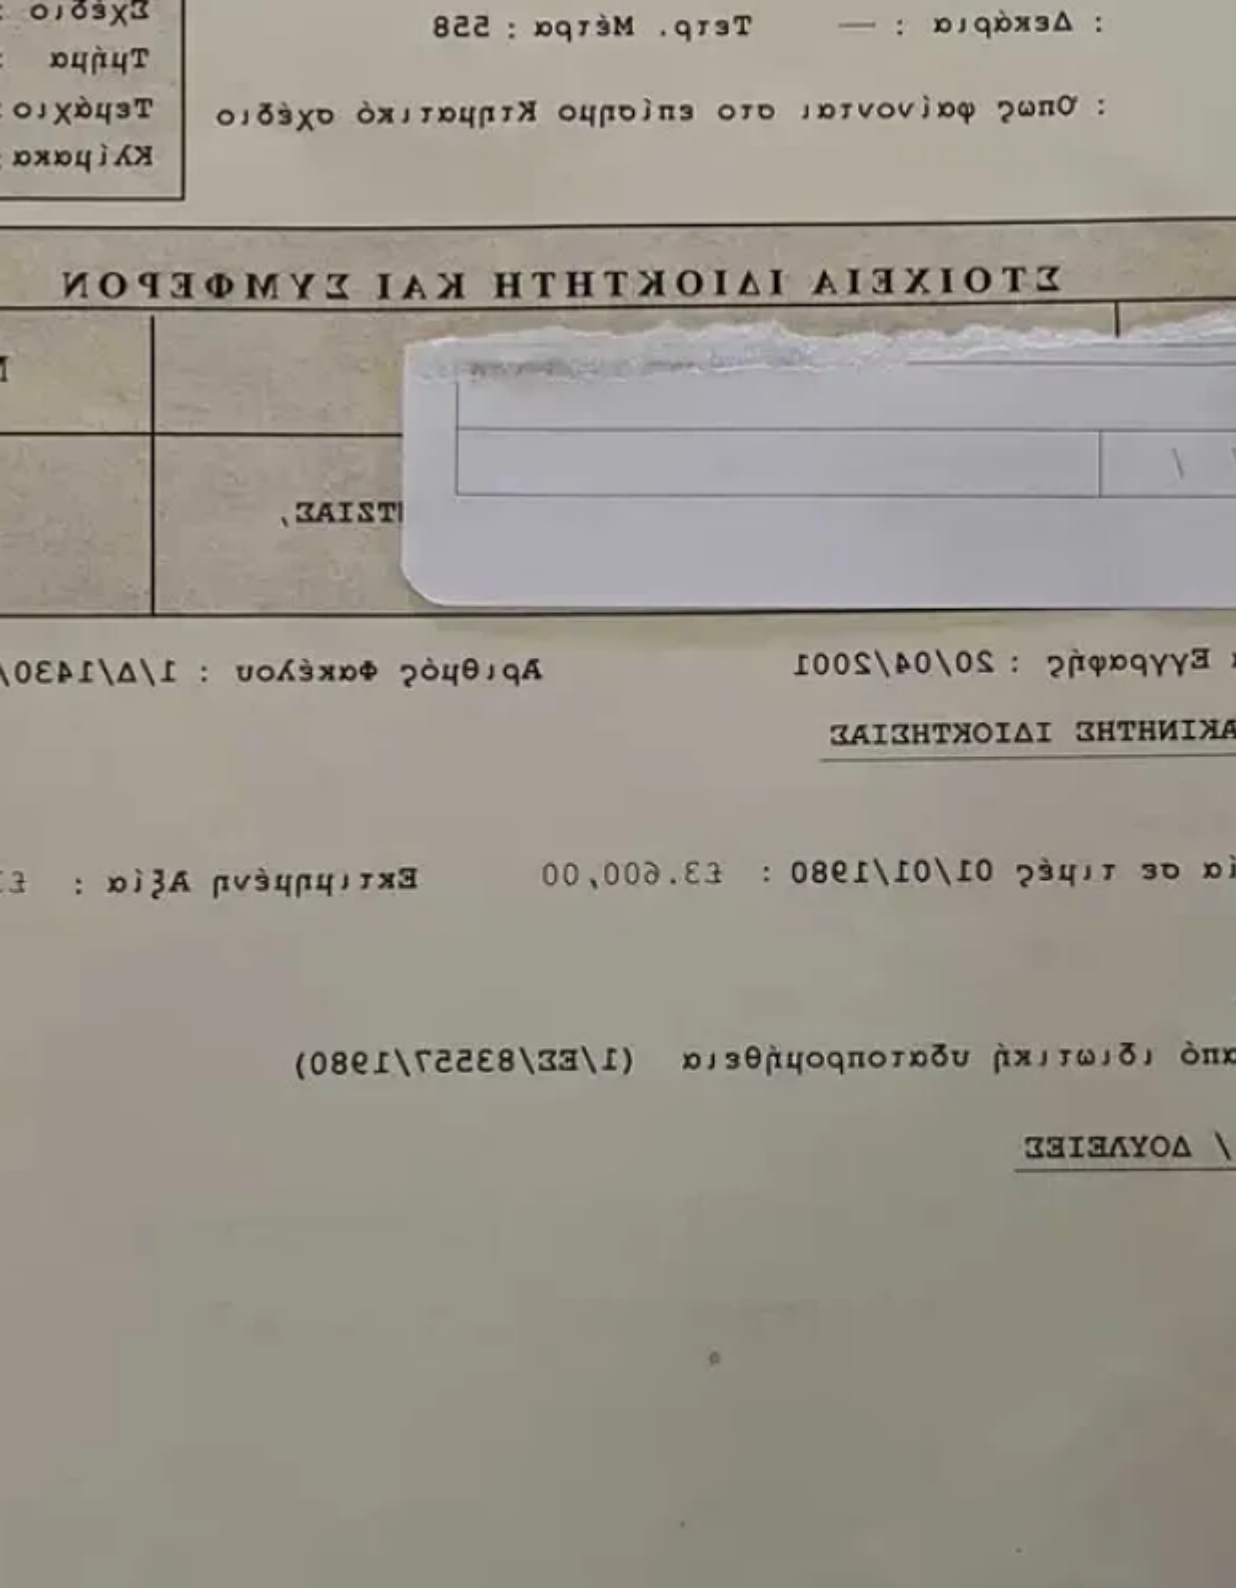 : Δεκάρια : — Τετρ. Μέτρα : 558
Σχέδιο :
Τμήμα :
: Όπως φαίνονται στο επίσημο Κτηματικό σχέδιο
Τεμάχιο :
Κλίμακα :
ΣΤΟΙΧΕΙΑ ΙΔΙΟΚΤΗΤΗ ΚΑΙ ΣΥΜΦΕΡΟΝ
ΤΣΙΑΣ,
Εγγραφής : 20/04/2001 Αριθμός Φακέλου : 1/Δ/1430/
ΑΚΙΝΗΤΗΣ ΙΔΙΟΚΤΗΣΙΑΣ
ία σε τιμές 01/01/1980 : £3.600,00 Εκτιμημένη Αξία : £
από ιδιωτική υδατοπρομήθεια (1/ΕΣ/83557/1980)
/ ΔΟΥΛΕΙΕΣ